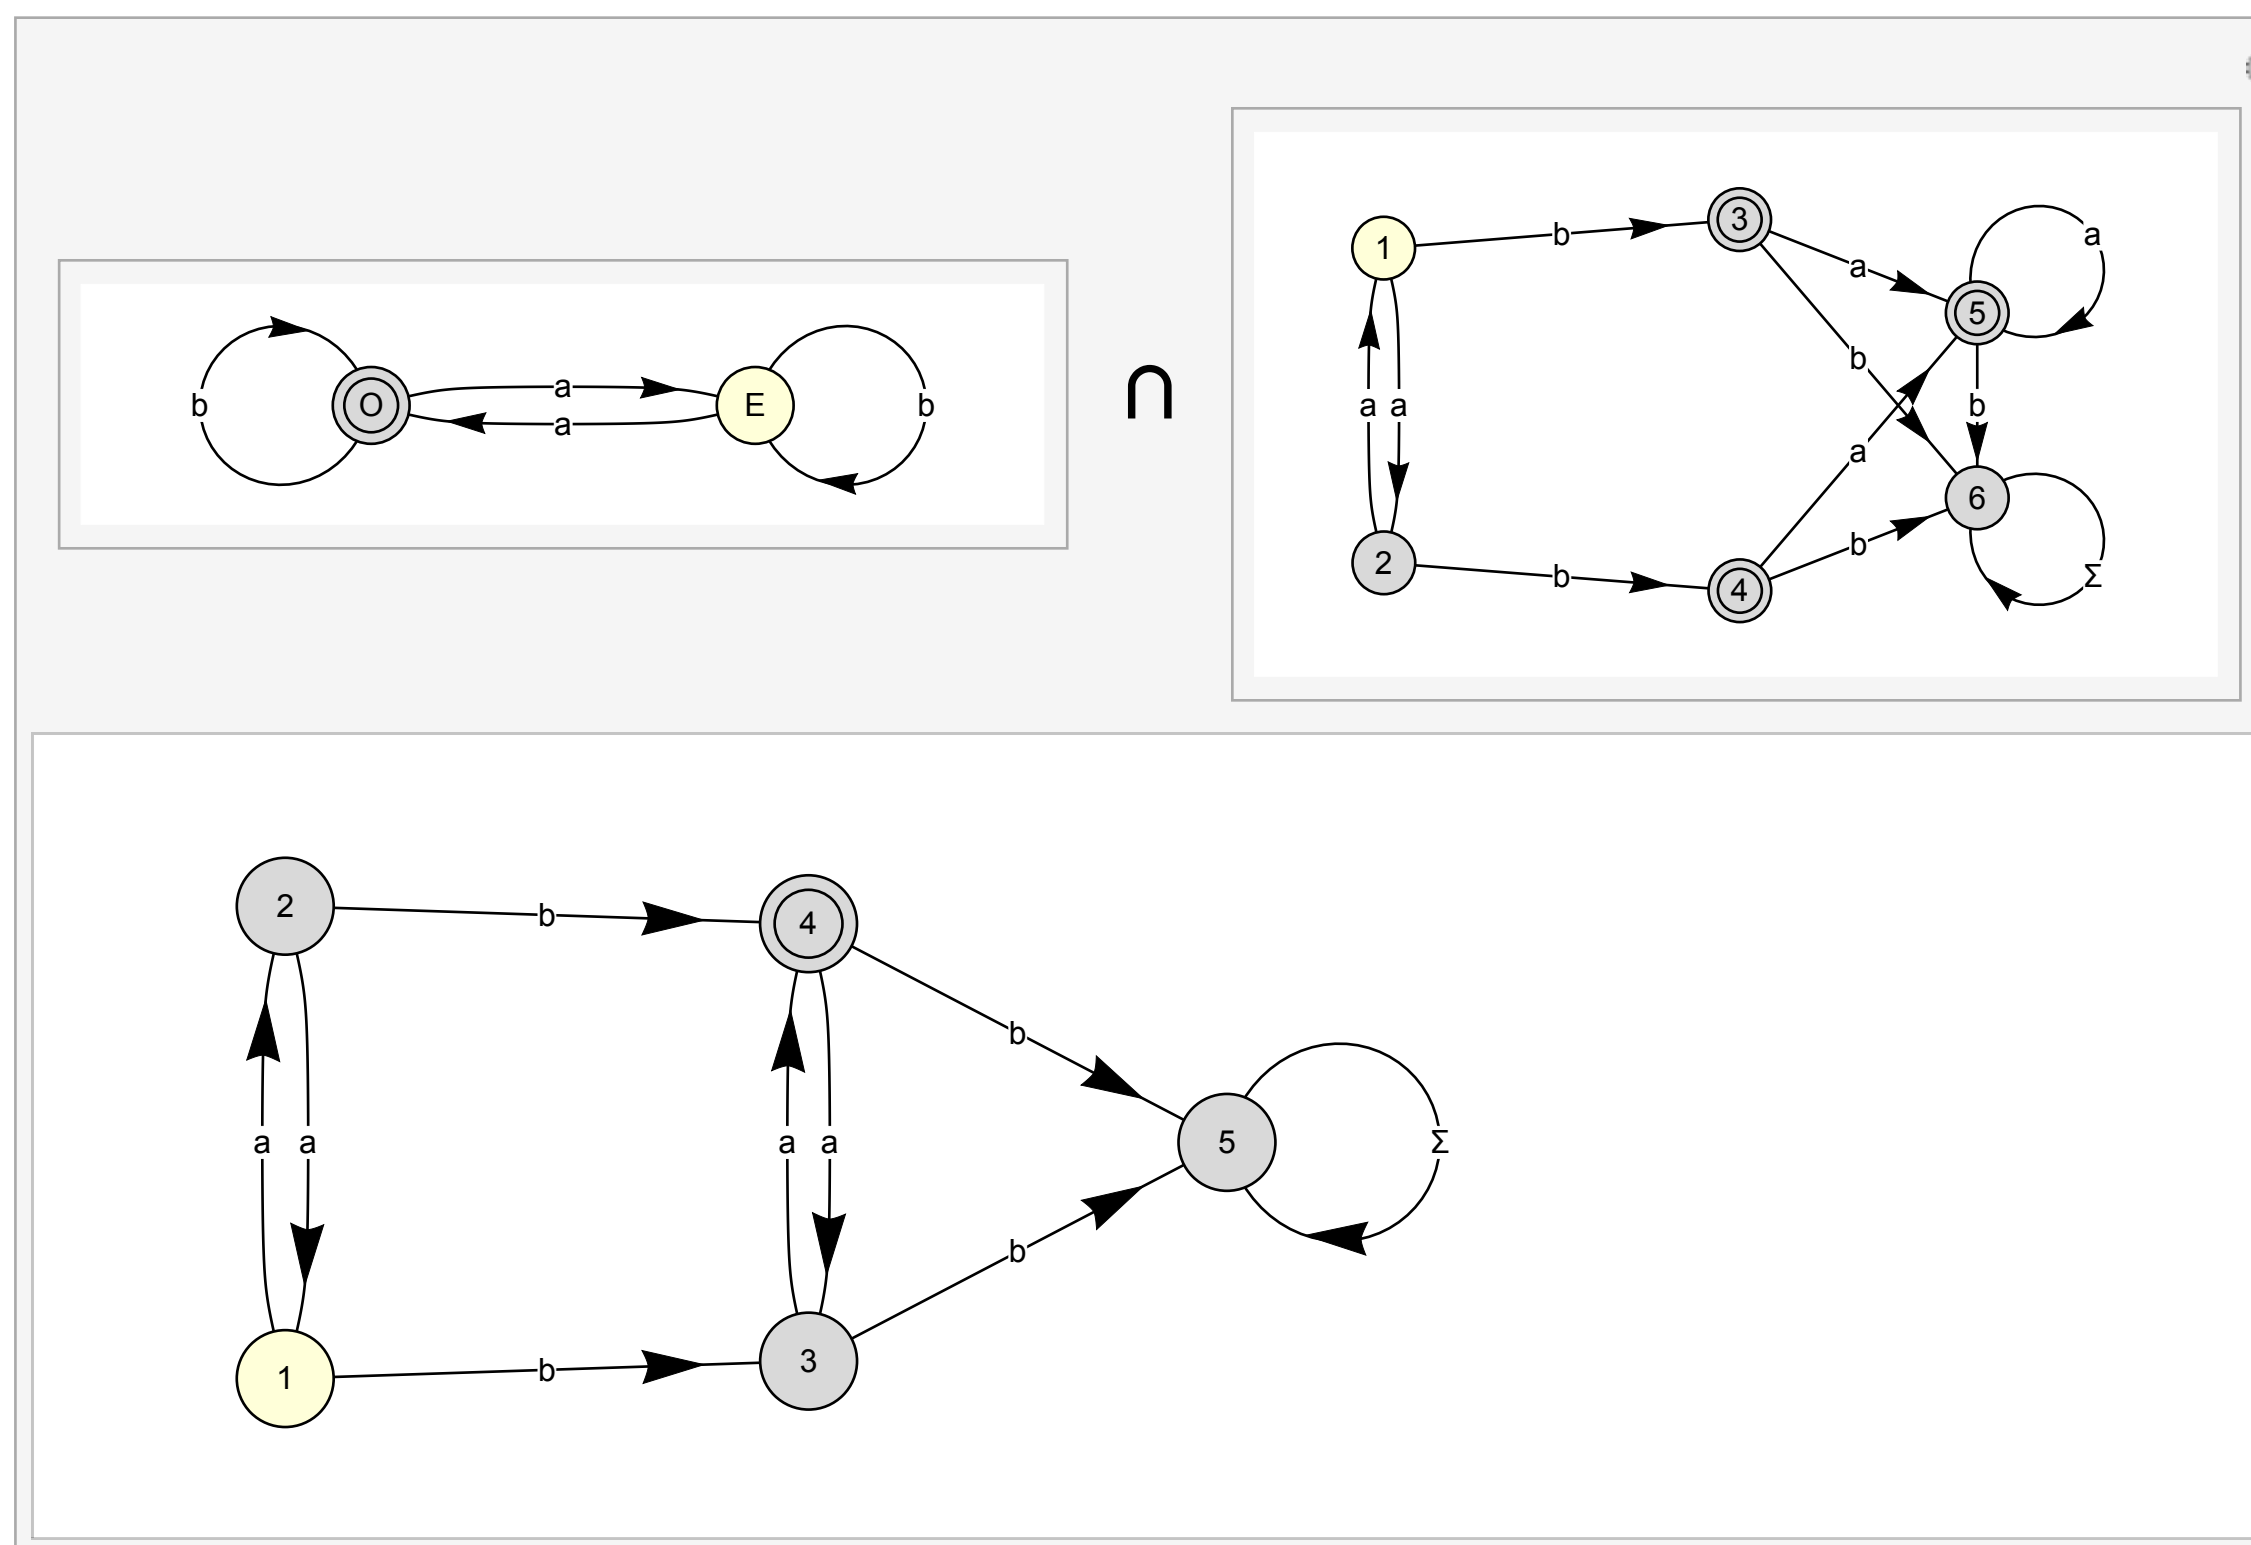 b O a a E b
∩
1 b 3 a 5 a
b
a a b
a
2 b 4 b 6 Σ
2 b 4
b
a a a a 5 Σ
b
1 b 3